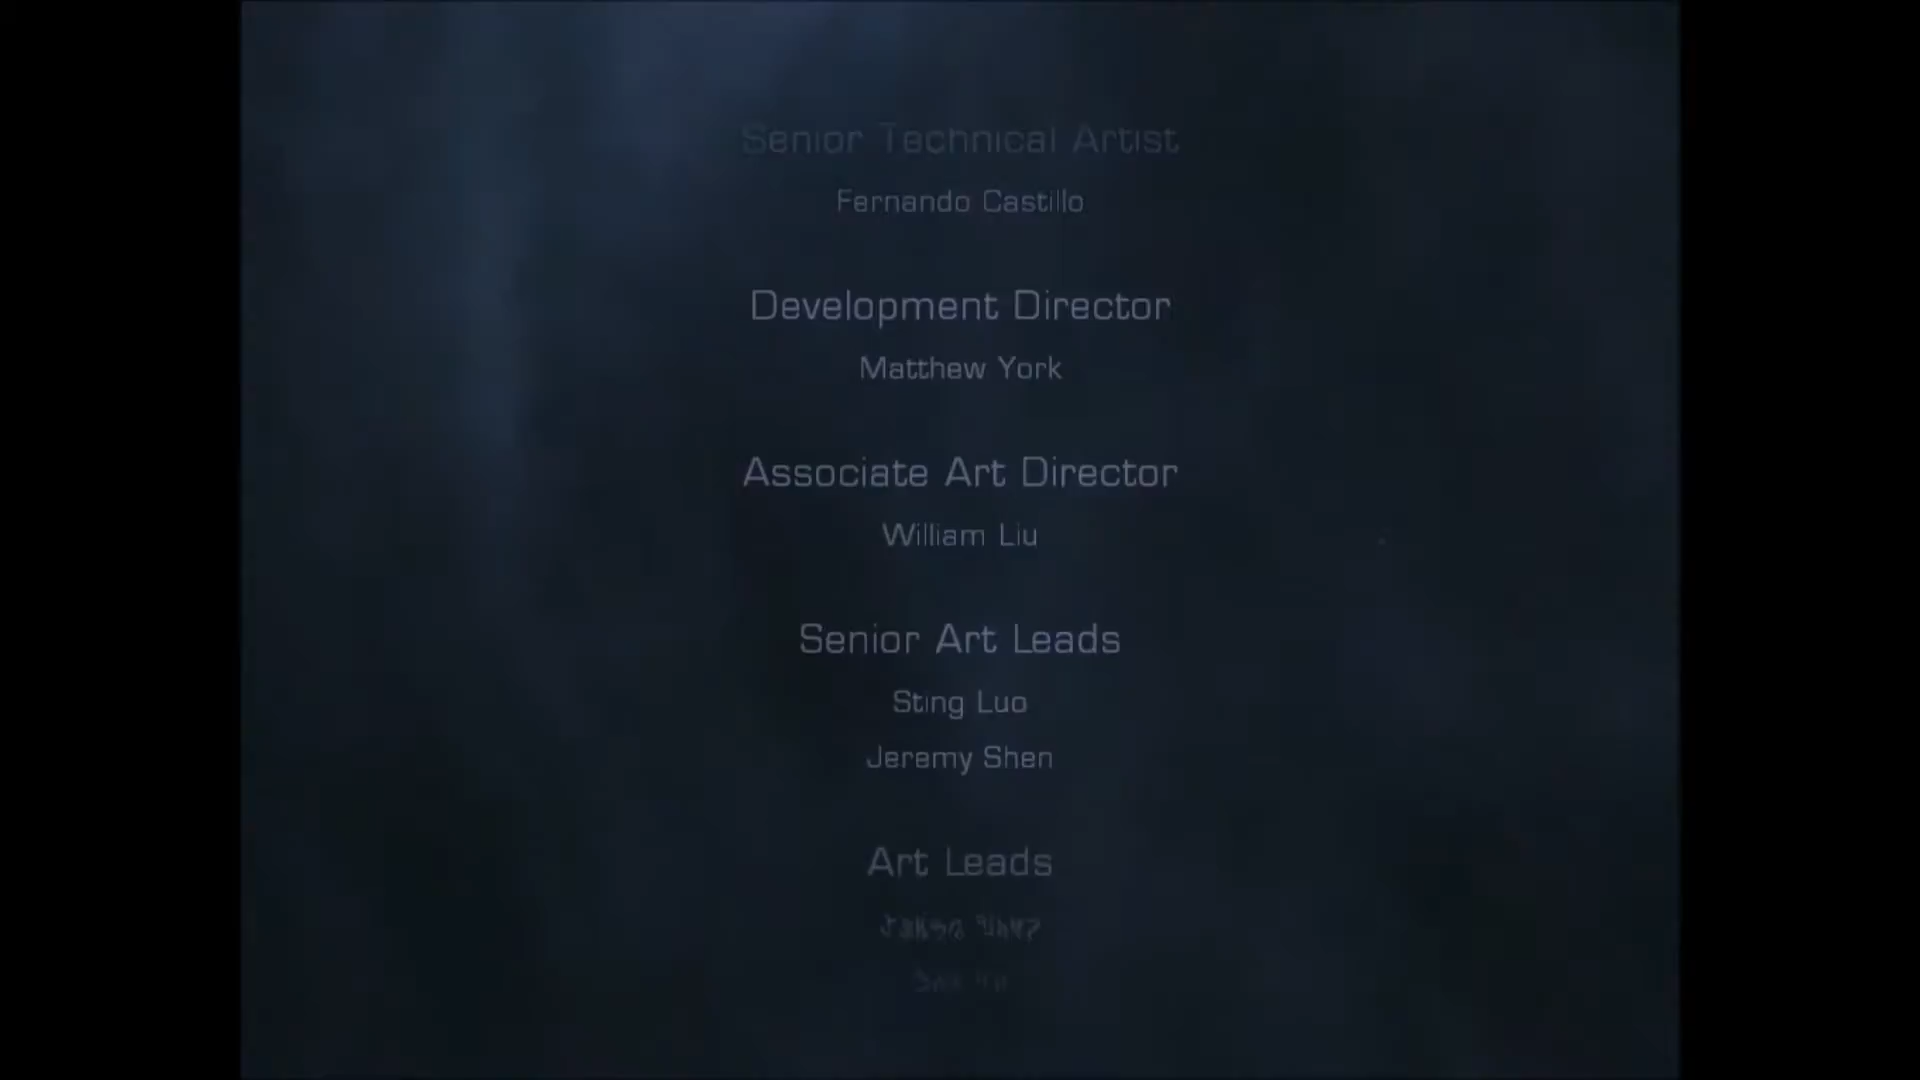 Senior Technical Artist
Fernando Castillo
Development Director
Matthew York
Associate Art Director
William Liu
Senior Art Leads
Sting Luo
Jeremy Shen
Art Leads